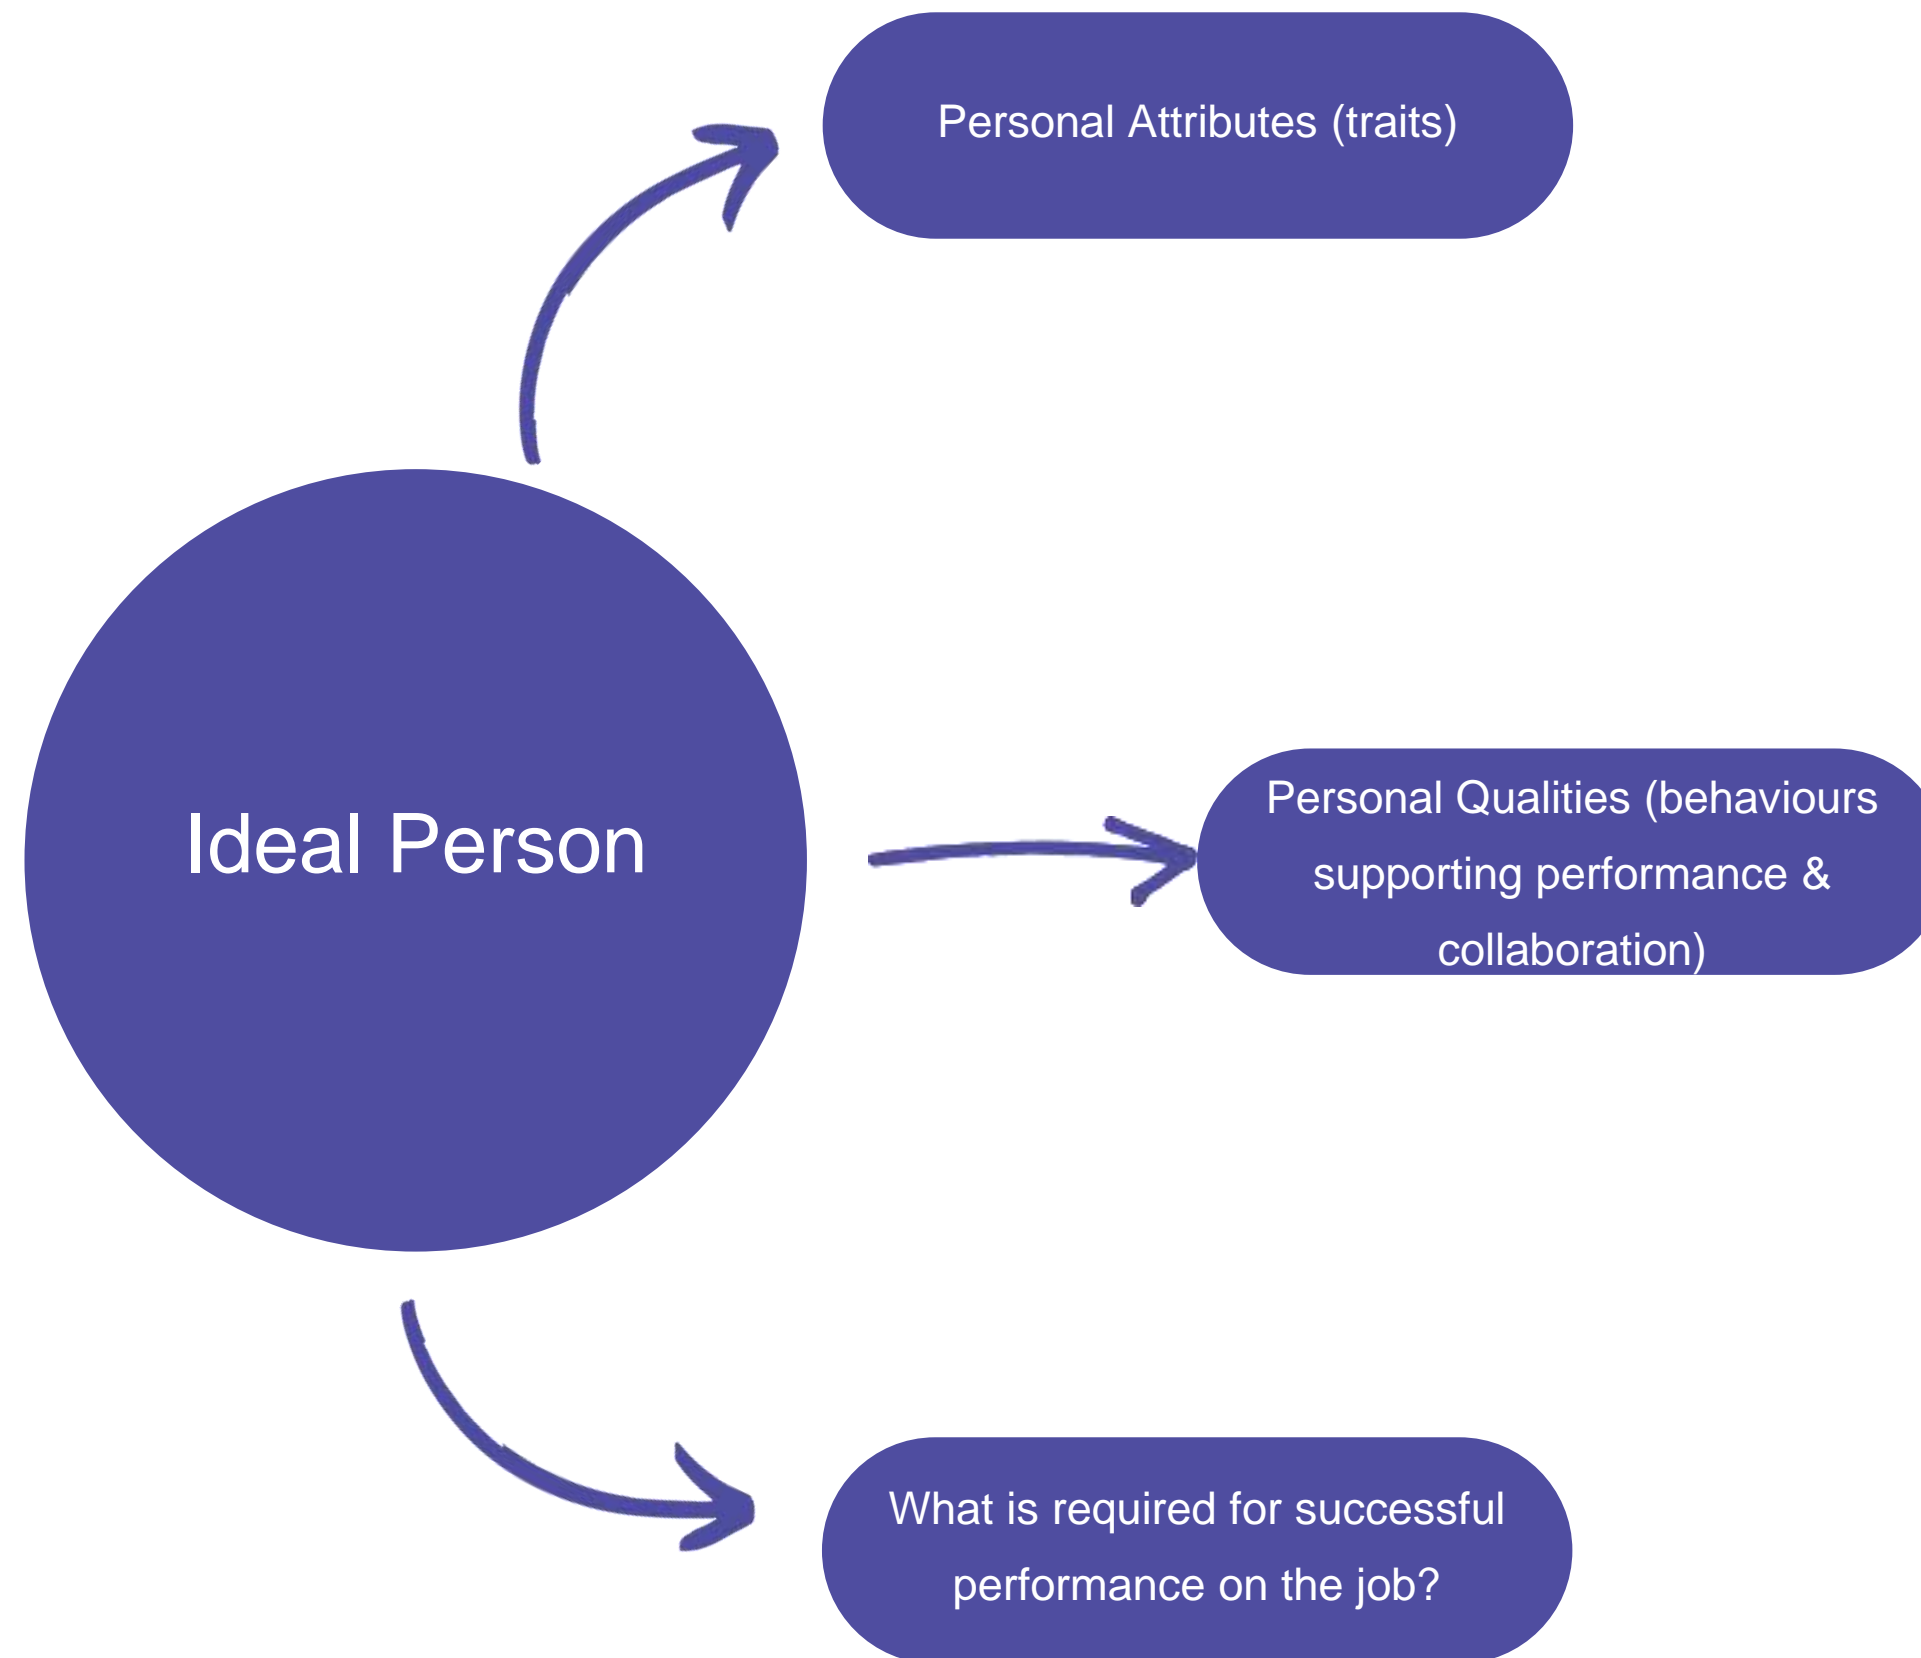 Personal Attributes (traits)
Ideal Person
Personal Qualities (behaviours
supporting performance &
collaboration)
What is required for successful
performance on the job?